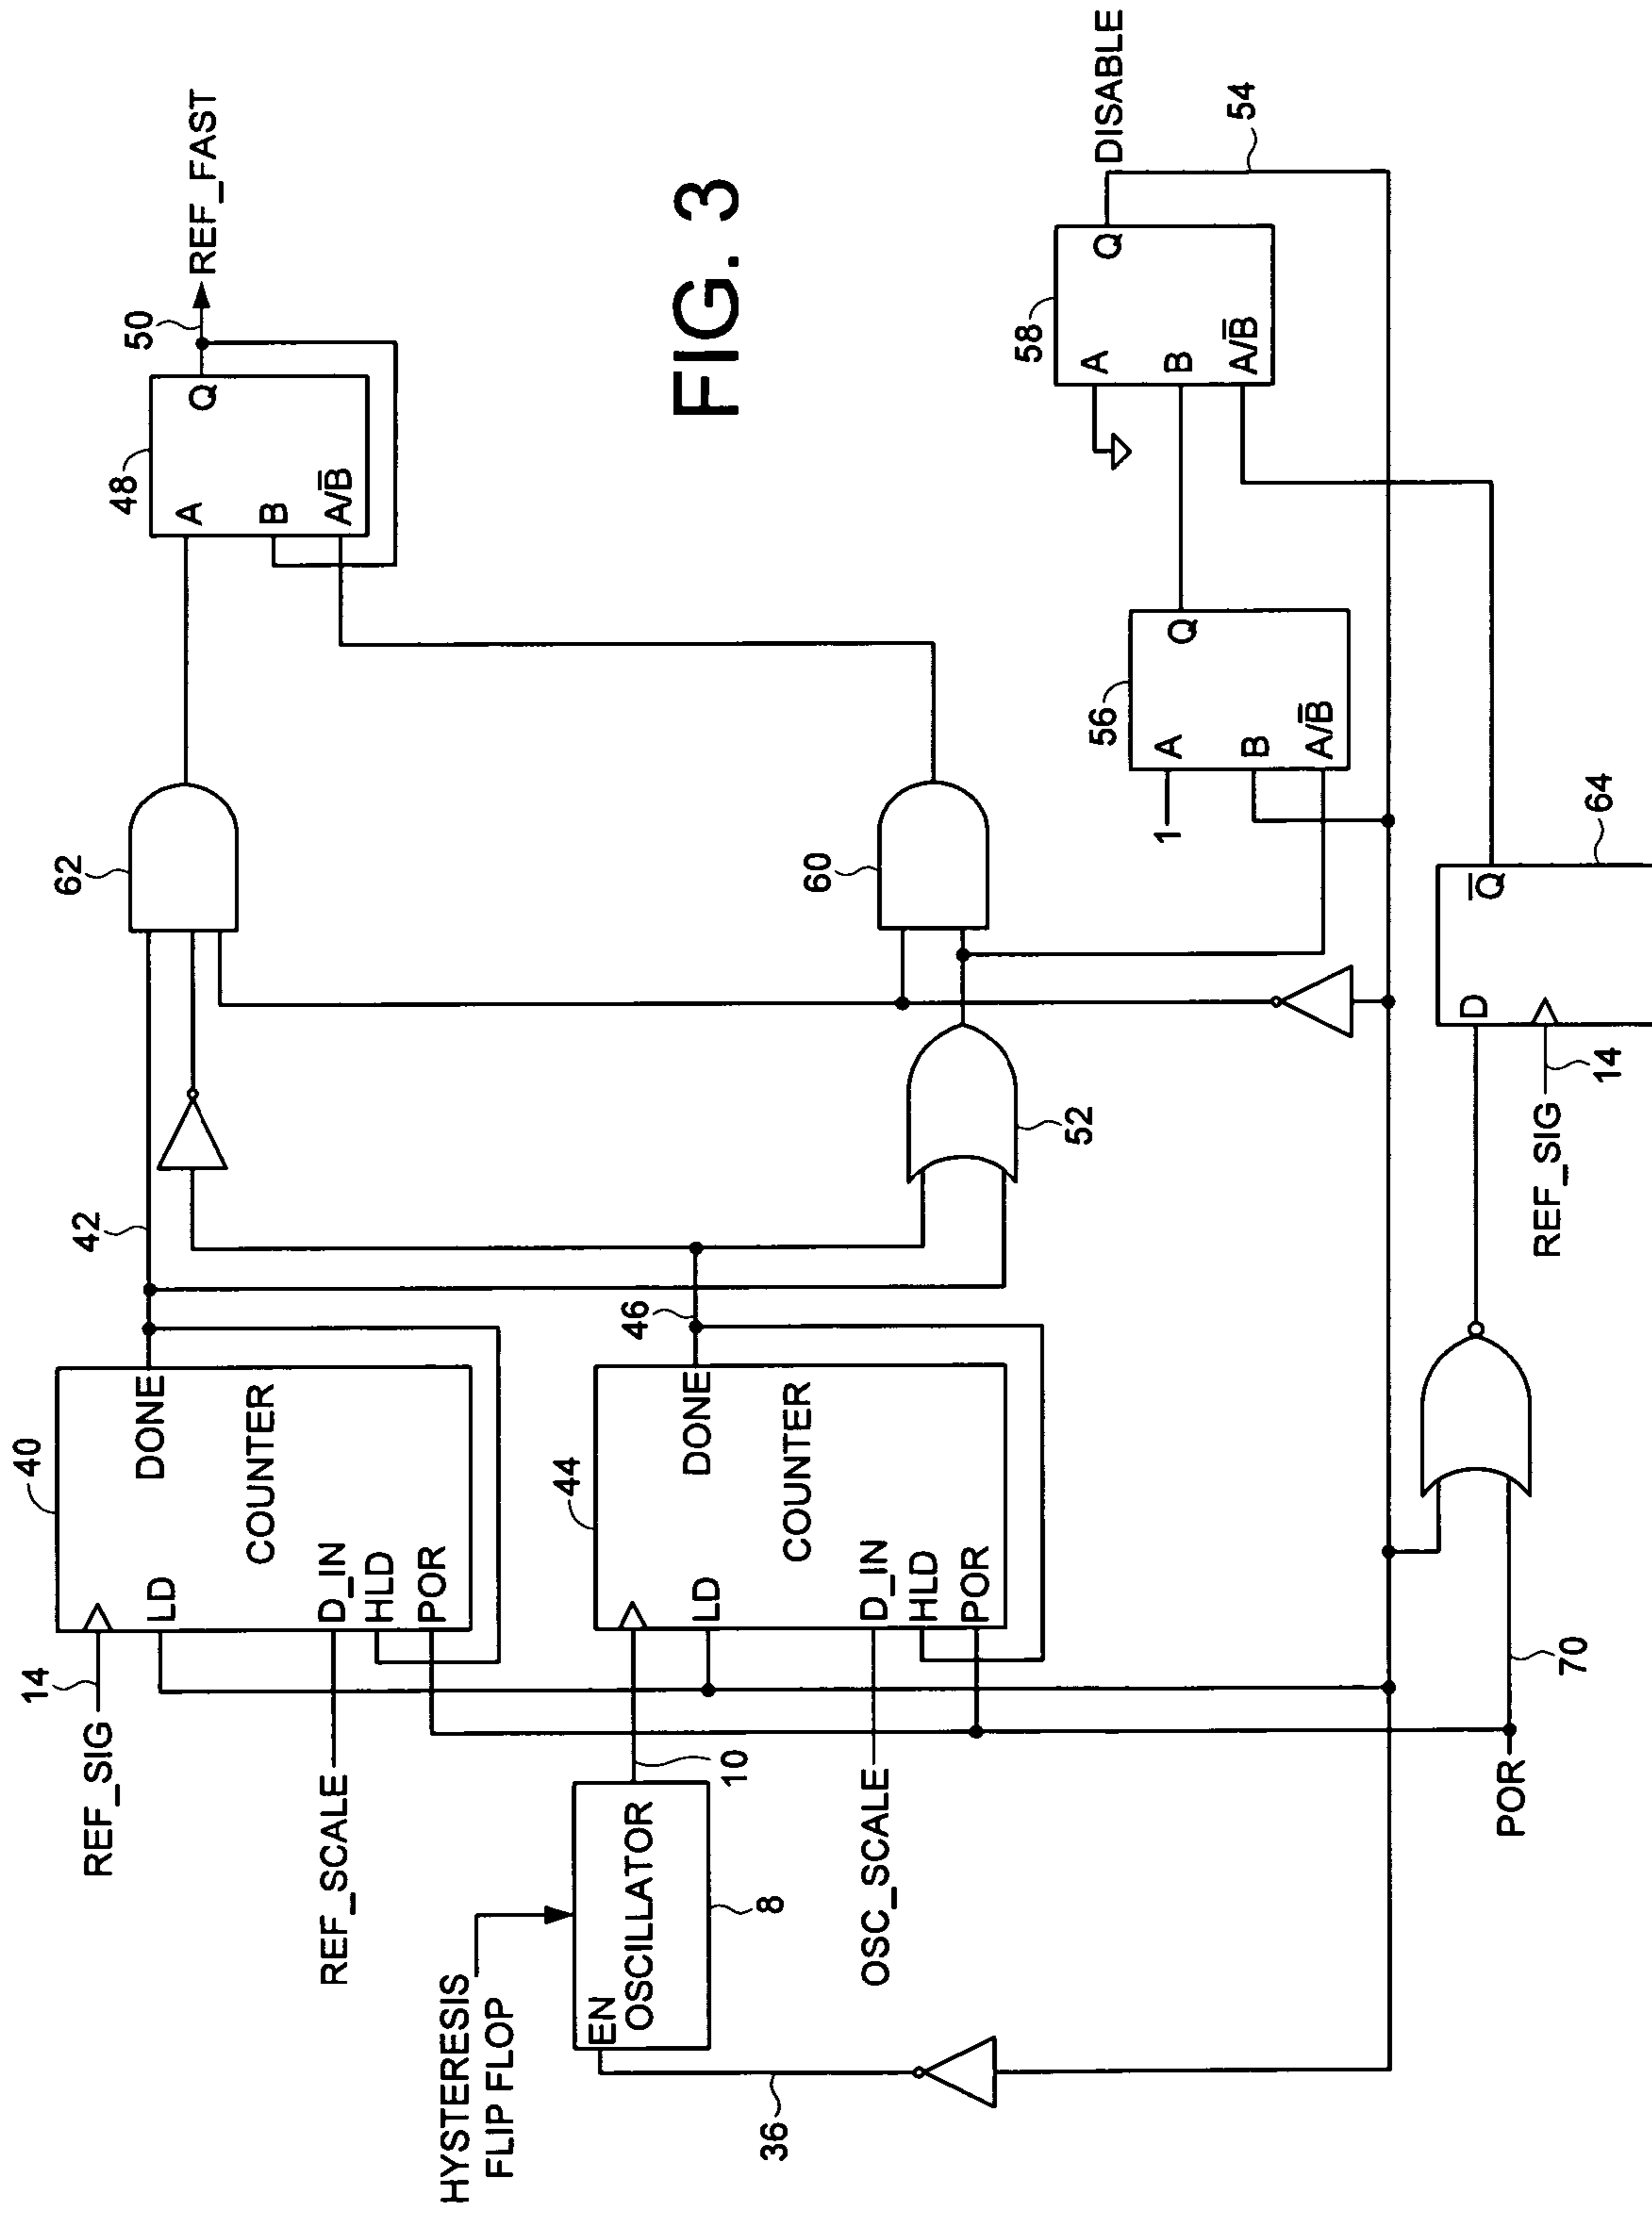 REF_SIG
14
40
LD
DONE
42
COUNTER
REF_SCALE
D_IN
HLD
POR
62
48
A
Q
B
A/B̅
50
REF_FAST
HYSTERESIS
FLIP FLOP
EN
OSCILLATOR
8
10
36
44
LD
DONE
46
COUNTER
OSC_SCALE
D_IN
HLD
POR
52
60
FIG. 3
1
56
A
Q
B
A/B̅
58
A
Q
B
A/B̅
DISABLE
54
POR
70
REF_SIG
14
D
Q̅
64